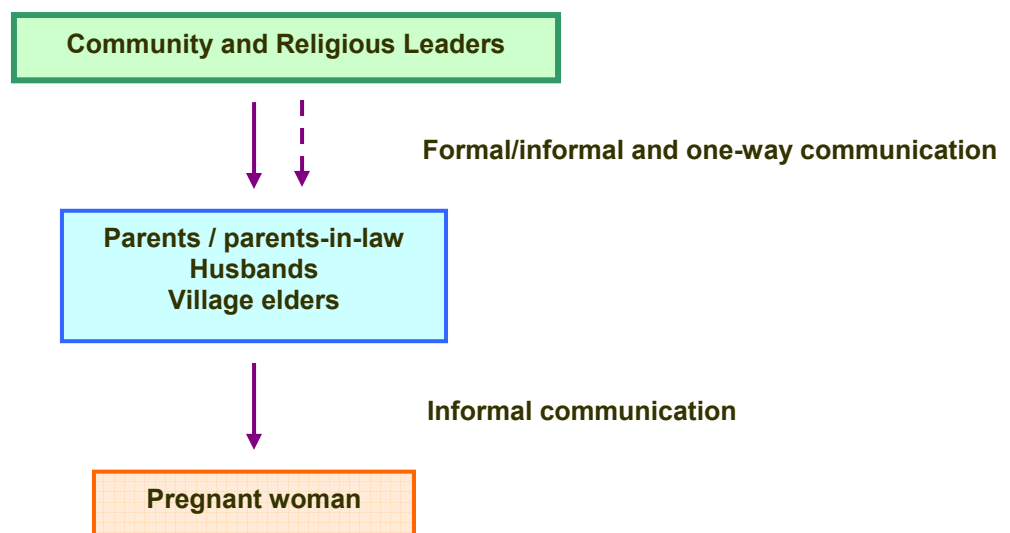 Community and Religious Leaders
Formal/informal and one-way communication
Parents / parents-in-law
Husbands
Village elders
Informal communication
Pregnant woman